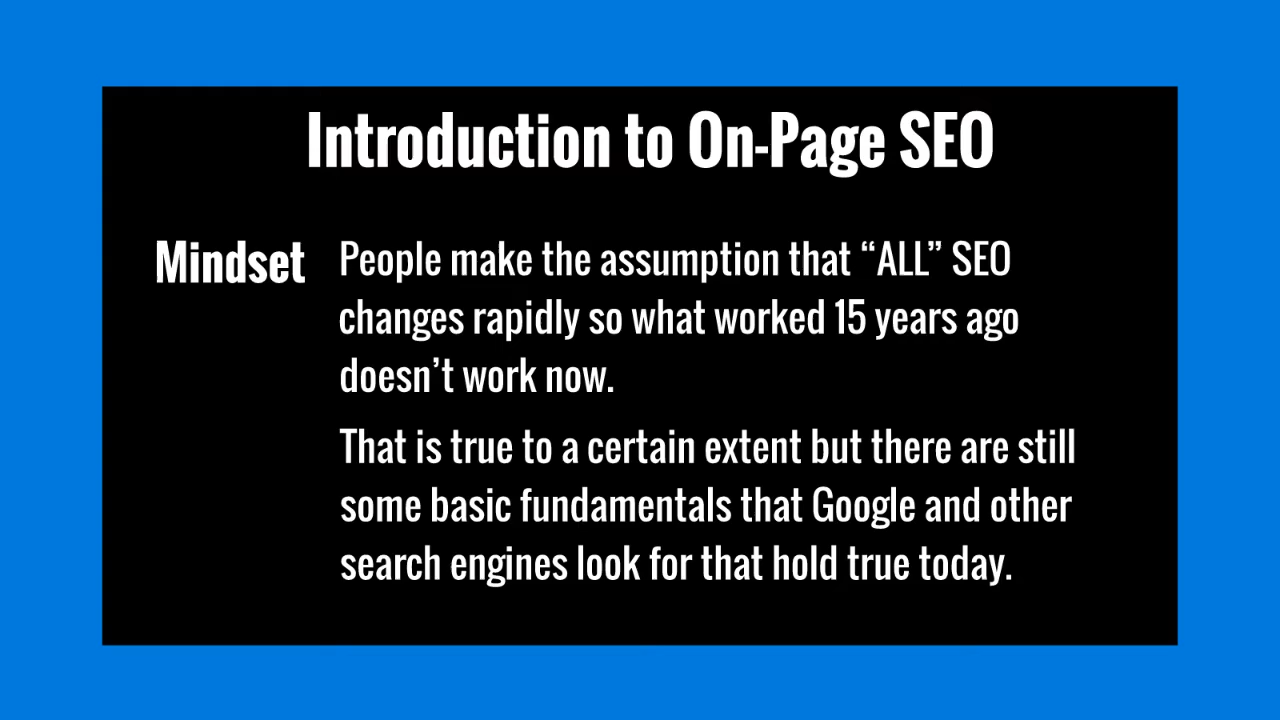 Introduction to On-Page SEO
Mindset
People make the assumption that “ALL” SEO
changes rapidly so what worked 15 years ago
doesn’t work now.
That is true to a certain extent but there are still
some basic fundamentals that Google and other
search engines look for that hold true today.